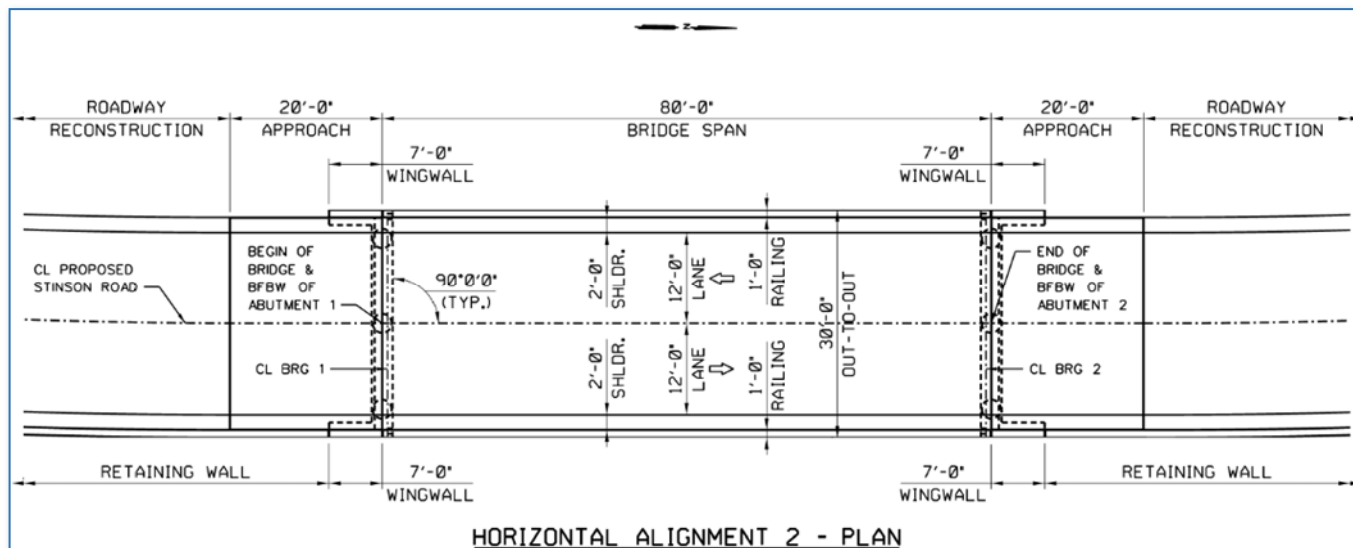 Z
ROADWAY
RECONSTRUCTION
20'-0"
APPROACH
80'-0"
BRIDGE SPAN
20'-0"
APPROACH
ROADWAY
RECONSTRUCTION
7'-0"
WINGWALL
7'-0"
WINGWALL
CL PROPOSED
STINSON ROAD
BEGIN OF
BRIDGE &
BFBW OF
ABUTMENT 1
90°0'0"
(TYP.)
2'-0"
SHLDR.
12'-0"
LANE
1'-0"
RAILING
30'-0"
OUT-TO-OUT
END OF
BRIDGE &
BFBW OF
ABUTMENT 2
CL BRG 1
2'-0"
SHLDR.
12'-0"
LANE
1'-0"
RAILING
CL BRG 2
RETAINING WALL
7'-0"
WINGWALL
7'-0"
WINGWALL
RETAINING WALL
HORIZONTAL ALIGNMENT 2 - PLAN